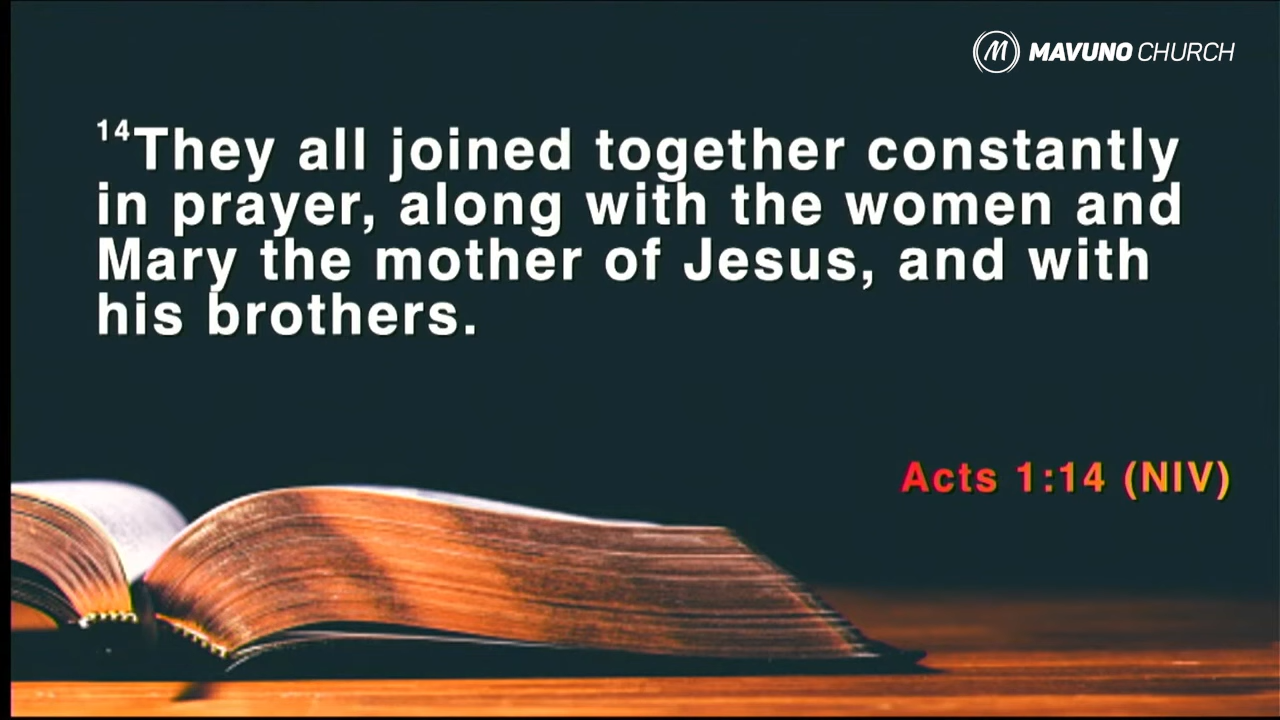 MAVUNO CHURCH
14They all joined together constantly
in prayer, along with the women and
Mary the mother of Jesus, and with
his brothers.
Acts 1:14 (NIV)